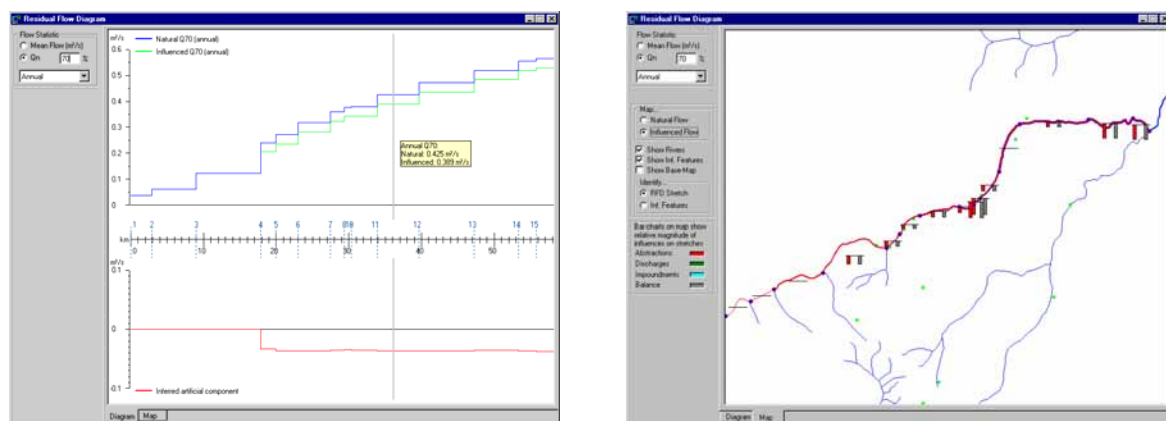 Residual Flow Diagram
Flow Statistic
Mean Flow (m³/s)
Qn 70 %
Annual
m³/s
Natural Q70 (annual)
Influenced Q70 (annual)
0.6
0.5
0.4
0.3
0.2
0.1
0
Annual Q70:
Natural: 0.425 m³/s
Influenced: 0.389 m³/s
1 2 3 4 5 6 7 8 11 12 13 14 15
km
0 10 20 30 40 50
m³/s
0.1
0
-0.1
Inferred artificial component
Diagram Map
Residual Flow Diagram
Flow Statistic
Mean Flow (m³/s)
Qn 70 %
Annual
Map...
Natural Flow
Influenced Flow
Show Rivers
Show Inf. Features
Show Base-Map
Identify...
RFD Stretch
Inf. Features
Bar charts on map show
relative magnitude of
influences on stretches
Abstractions
Discharges
Impoundments
Balance
Diagram Map